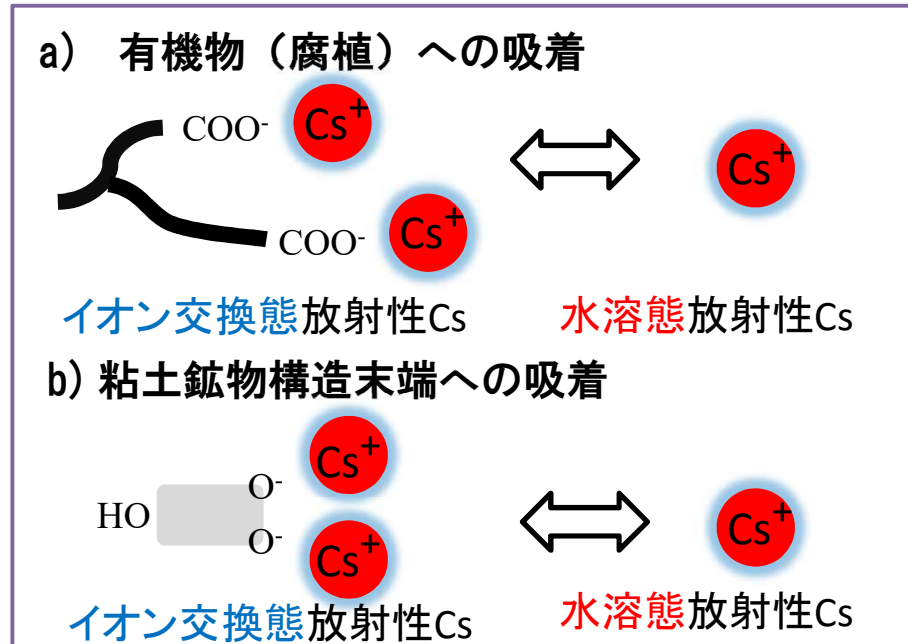 a) 有機物（腐植）への吸着
COO⁻ Cs⁺
Cs⁺
COO⁻ Cs⁺
イオン交換態放射性Cs 水溶態放射性Cs
b) 粘土鉱物構造末端への吸着
Cs⁺
O⁻
HO
Cs⁺
O⁻
Cs⁺
イオン交換態放射性Cs 水溶態放射性Cs